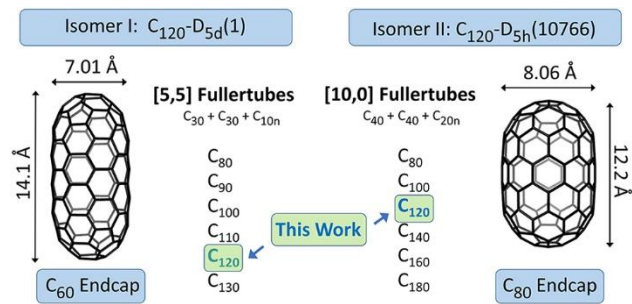 Isomer I: C120-D5d(1)
Isomer II: C120-D5h(10766)
7.01 Å
8.06 Å
14.1 Å
12.2 Å
[5,5] Fullertubes
C30 + C30 + C10n
C80
C90
C100
C110
C120
C130
[10,0] Fullertubes
C40 + C40 + C20n
C80
C100
C120
C140
C160
C180
This Work
C60 Endcap
C80 Endcap